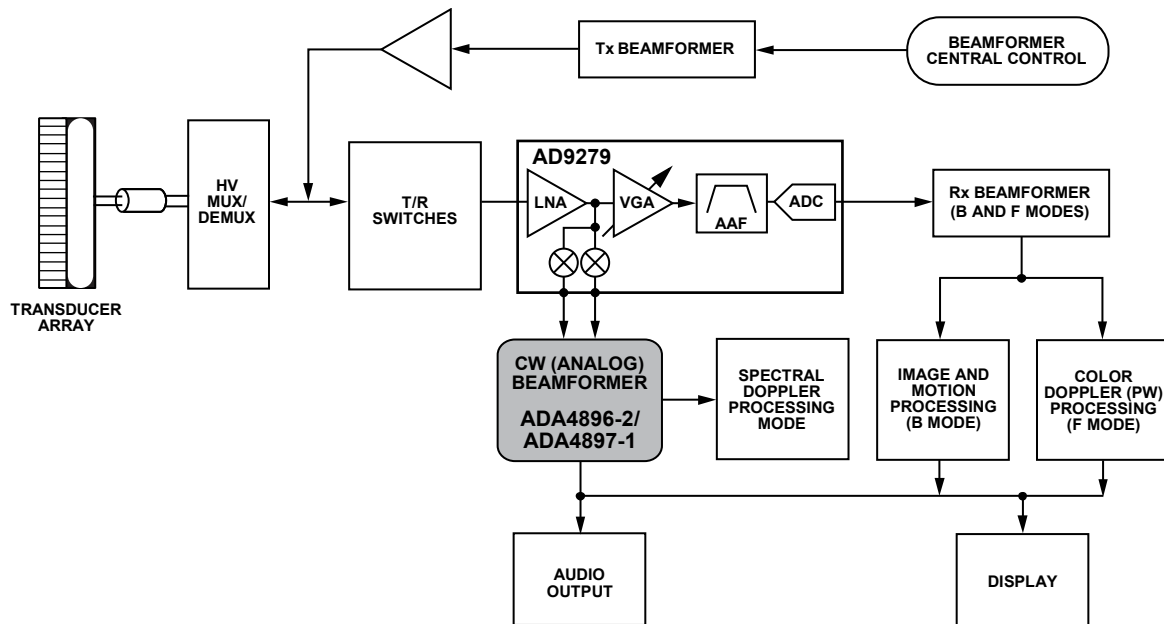 Tx BEAMFORMER
BEAMFORMER
CENTRAL CONTROL
TRANSDUCER
ARRAY
HV
MUX/
DEMUX
T/R
SWITCHES
AD9279
LNA
VGA
AAF
ADC
Rx BEAMFORMER
(B AND F MODES)
CW (ANALOG)
BEAMFORMER
ADA4896-2/
ADA4897-1
SPECTRAL
DOPPLER
PROCESSING
MODE
IMAGE AND
MOTION
PROCESSING
(B MODE)
COLOR
DOPPLER (PW)
PROCESSING
(F MODE)
AUDIO
OUTPUT
DISPLAY